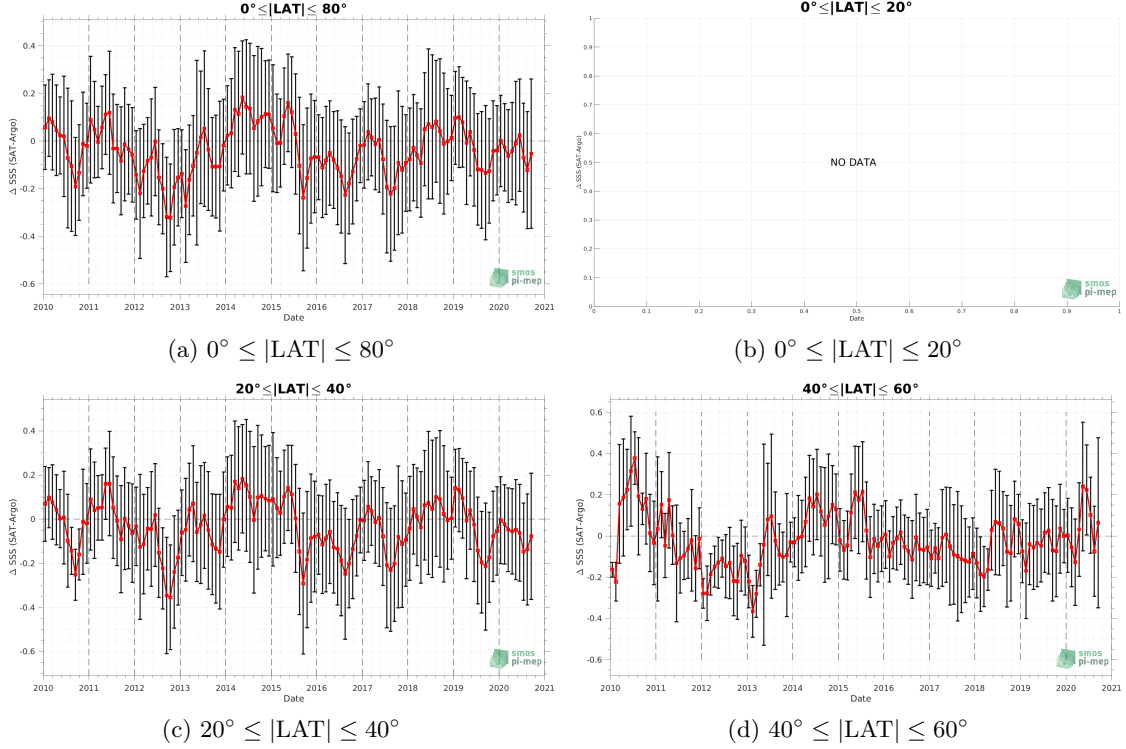 0°≤|LAT|≤ 80°
Δ SSS (SAT-Argo)
0.4
0.2
0
-0.2
-0.4
-0.6
2010 2011 2012 2013 2014 2015 2016 2017 2018 2019 2020 2021
Date
smos
pi-mep
(a) 0° ≤ |LAT| ≤ 80°
0°≤|LAT|≤ 20°
Δ SSS (SAT-Argo)
1
0.9
0.8
0.7
0.6
0.5
0.4
0.3
0.2
0.1
0
NO DATA
0 0.1 0.2 0.3 0.4 0.5 0.6 0.7 0.8 0.9 1
Date
smos
pi-mep
(b) 0° ≤ |LAT| ≤ 20°
20°≤|LAT|≤ 40°
Δ SSS (SAT-Argo)
0.4
0.2
0
-0.2
-0.4
-0.6
2010 2011 2012 2013 2014 2015 2016 2017 2018 2019 2020 2021
Date
smos
pi-mep
(c) 20° ≤ |LAT| ≤ 40°
40°≤|LAT|≤ 60°
Δ SSS (SAT-Argo)
0.6
0.4
0.2
0
-0.2
-0.4
-0.6
2010 2011 2012 2013 2014 2015 2016 2017 2018 2019 2020 2021
Date
smos
pi-mep
(d) 40° ≤ |LAT| ≤ 60°